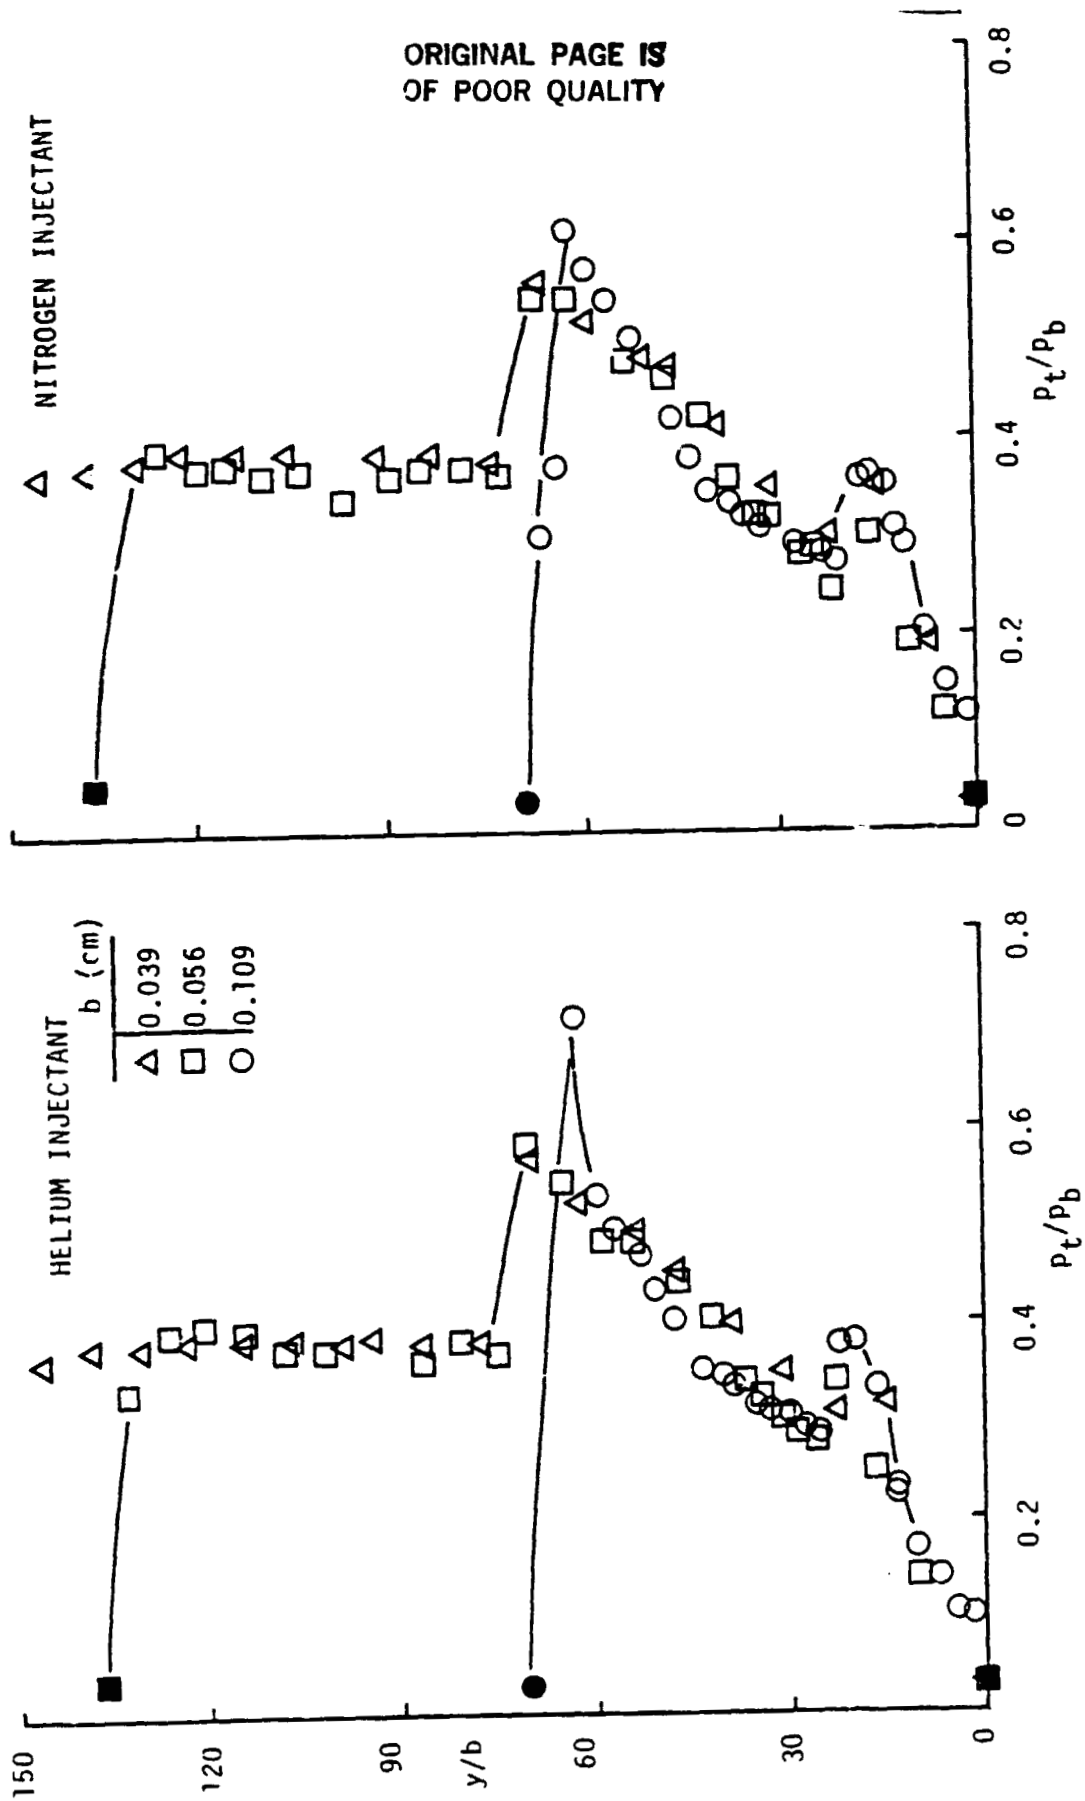 ORIGINAL PAGE IS
OF POOR QUALITY
HELIUM INJECTANT
b (cm)
△ 0.039
□ 0.056
○ 0.109
150
120
90
y/b
60
30
0
0.2
0.4
0.6
0.8
pt/pb
NITROGEN INJECTANT
0
0.2
0.4
0.6
0.8
pt/pb